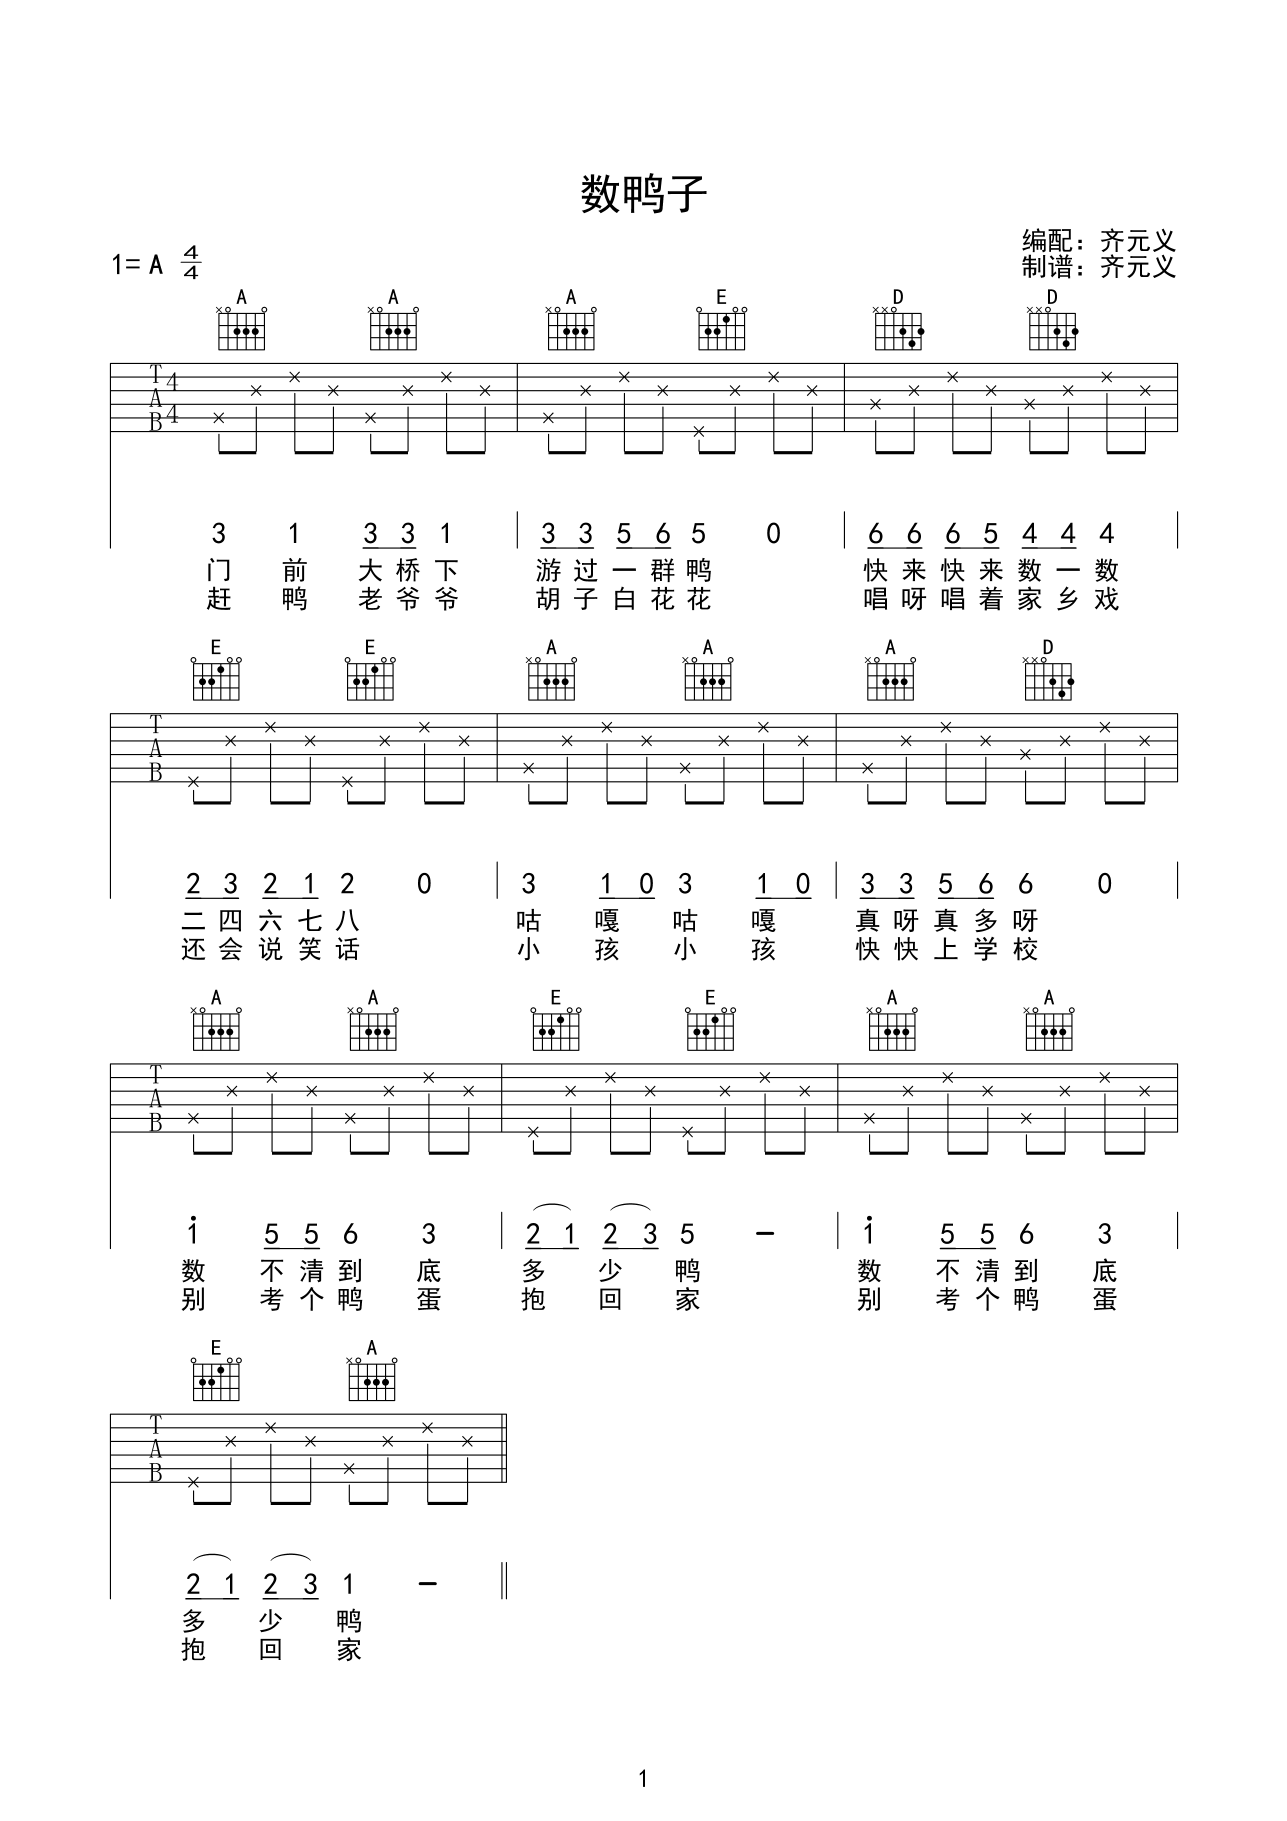 数鸭子
编配：齐元义
1= A 4/4
制谱：齐元义
A A A E D D
T A B 4 4
× × × × × × × × × × × × × × × × × × × × × × × ×
3 1 3 3 1 3 3 5 6 5 0 6 6 6 5 4 4 4
门 前 大 桥 下 游 过 一 群 鸭 快 来 快 来 数 一 数
赶 鸭 老 爷 爷 胡 子 白 花 花 唱 呀 唱 着 家 乡 戏
E E A A A D
T A B
× × × × × × × × × × × × × × × × × × × × × × × ×
2 3 2 1 2 0 3 1 0 3 1 0 3 3 5 6 6 0
二 四 六 七 八 咕 嘎 咕 嘎 真 呀 真 多 呀
还 会 说 笑 话 小 孩 小 孩 快 快 上 学 校
A A E E A A
T A B
× × × × × × × × × × × × × × × × × × × × × × × ×
i 5 5 6 3 2 1 2 3 5 - i 5 5 6 3
数 不 清 到 底 多 少 鸭 数 不 清 到 底
别 考 个 鸭 蛋 抱 回 家 别 考 个 鸭 蛋
E A
T A B
× × × × × × × ×
2 1 2 3 1 -
多 少 鸭
抱 回 家
1